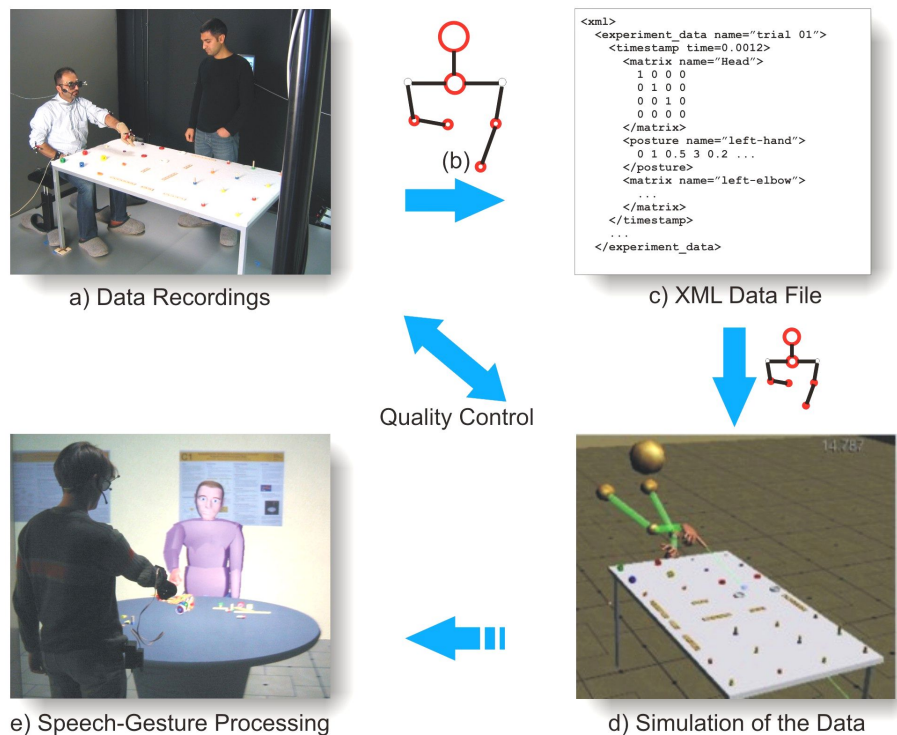 (b)
<xml>
<experiment_data name="trial 01">
<timestamp time=0.0012>
<matrix name="Head">
1 0 0 0
0 1 0 0
0 0 1 0
0 0 0 0
</matrix>
<posture name="left-hand">
0 1 0.5 3 0.2 ...
</posture>
<matrix name="left-elbow">
...
</matrix>
</timestamp>
...
</experiment_data>
a) Data Recordings
c) XML Data File
Quality Control
14.787
C1
e) Speech-Gesture Processing
d) Simulation of the Data